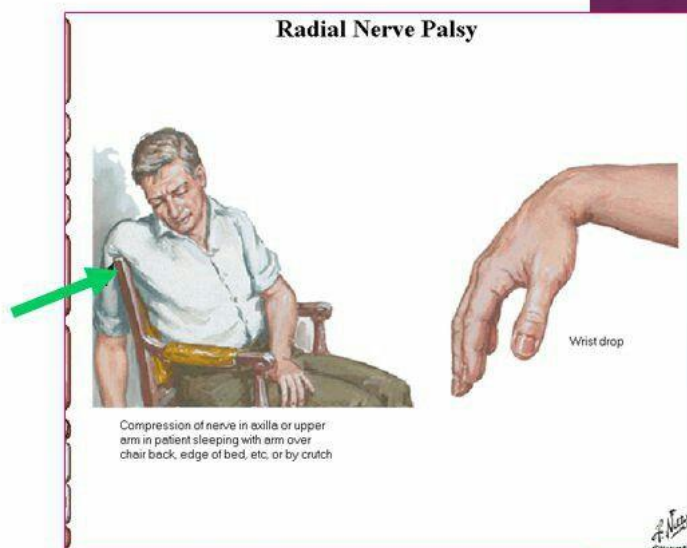 Radial Nerve Palsy
Wrist drop
Compression of nerve in axilla or upper
arm in patient sleeping with arm over
chair back, edge of bed, etc, or by crutch